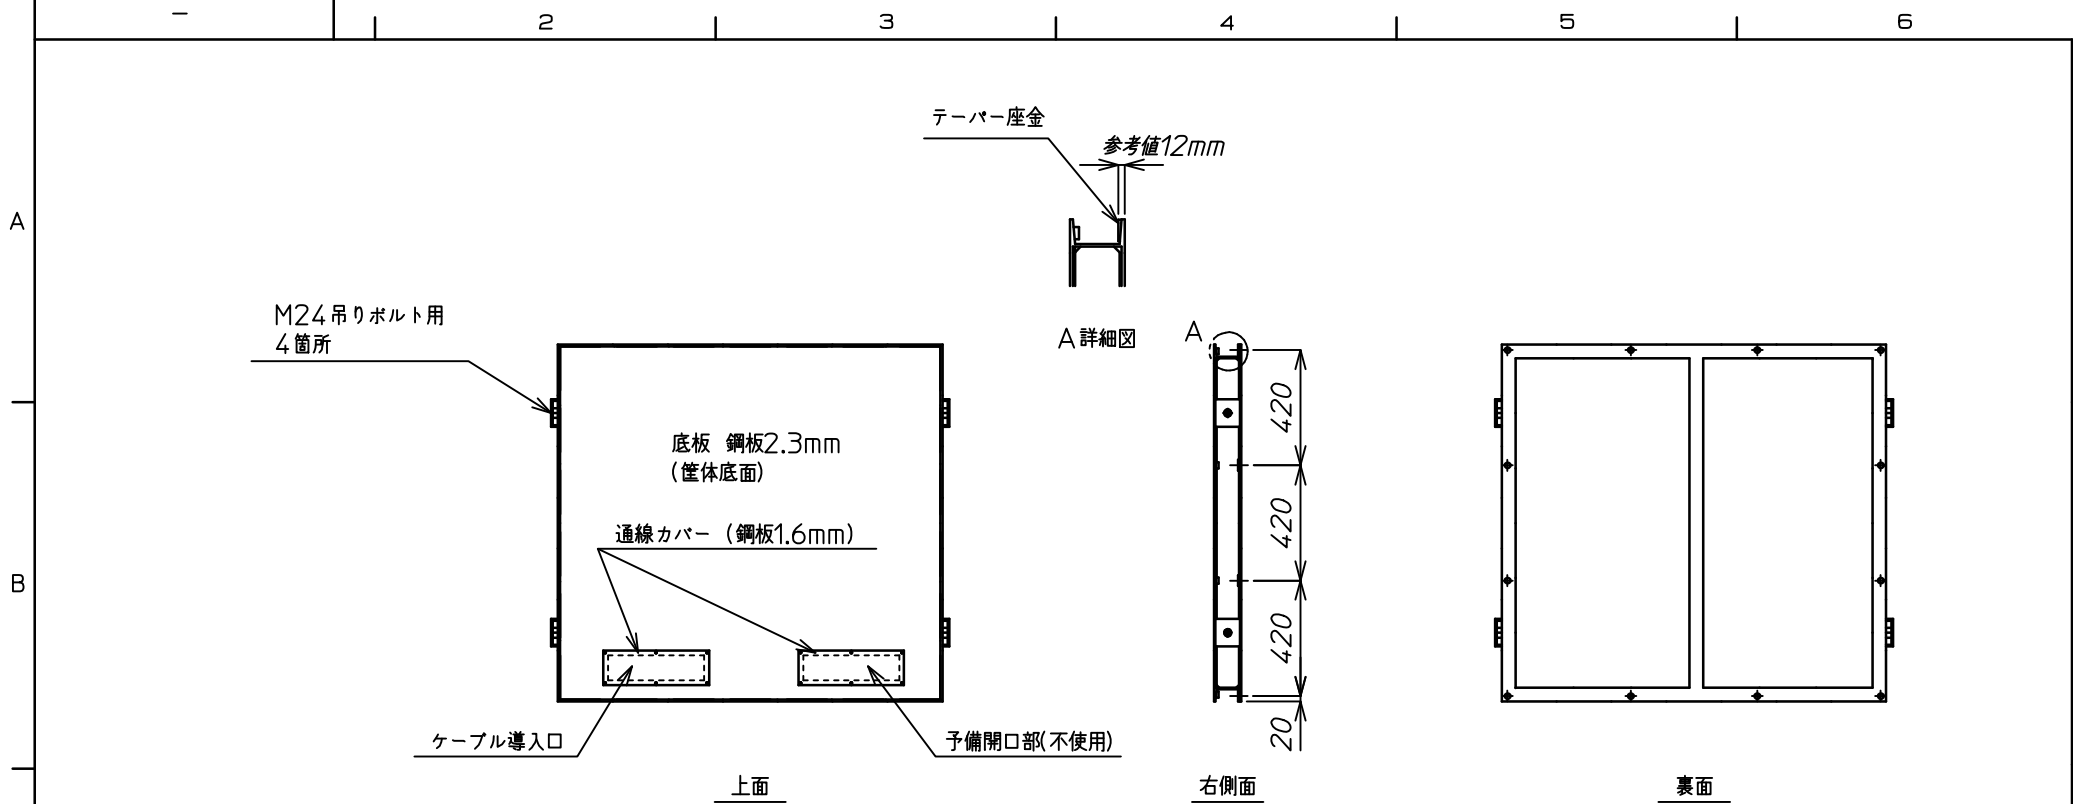 2 3 4 5 6
テーパー座金
参考値12mm
A
M24吊りボルト用
4箇所
A詳細図
A
420
底板 鋼板2.3mm
(筐体底面)
420
通線カバー (鋼板1.6mm)
B
420
20
ケーブル導入口
予備開口部(不使用)
上面
右側面
裏面